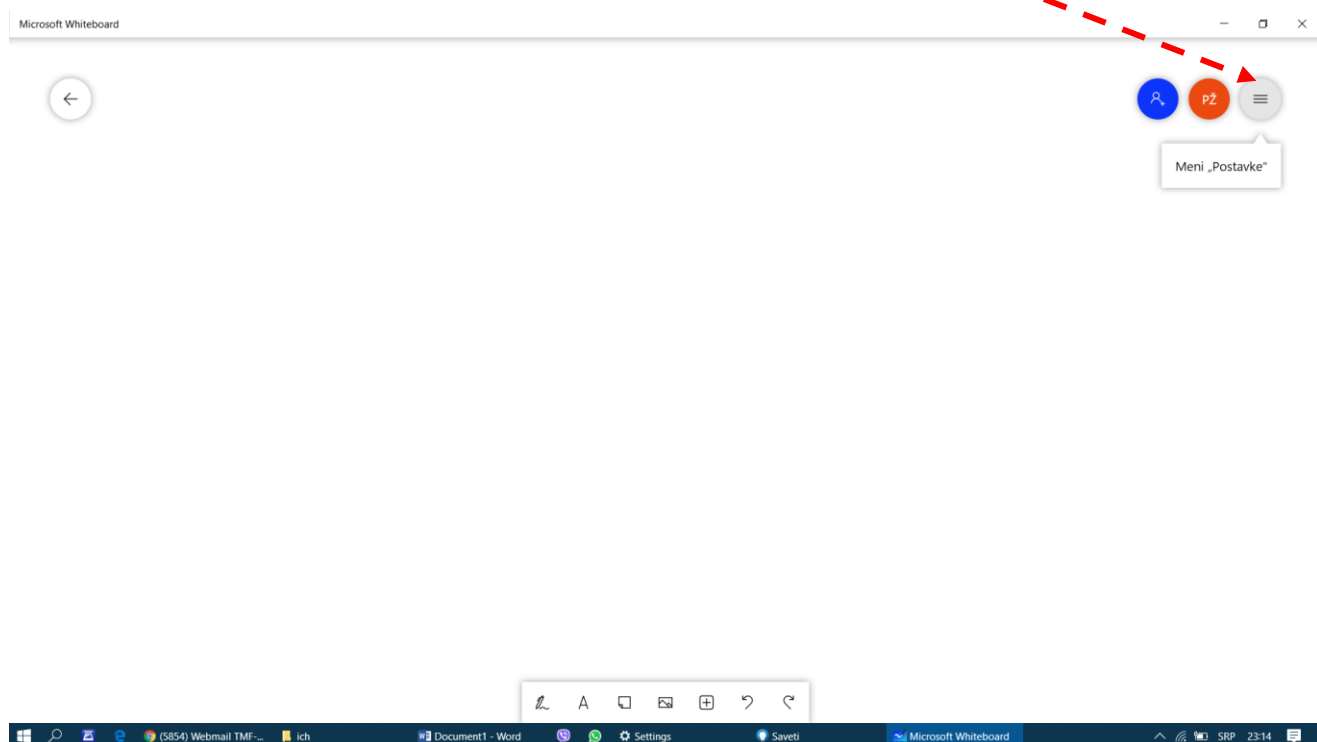 Microsoft Whiteboard
PŽ
Meni „Postavke“
A
(5854) Webmail TMF-... ich Document1 - Word Settings Saveti Microsoft Whiteboard SRP 23:14